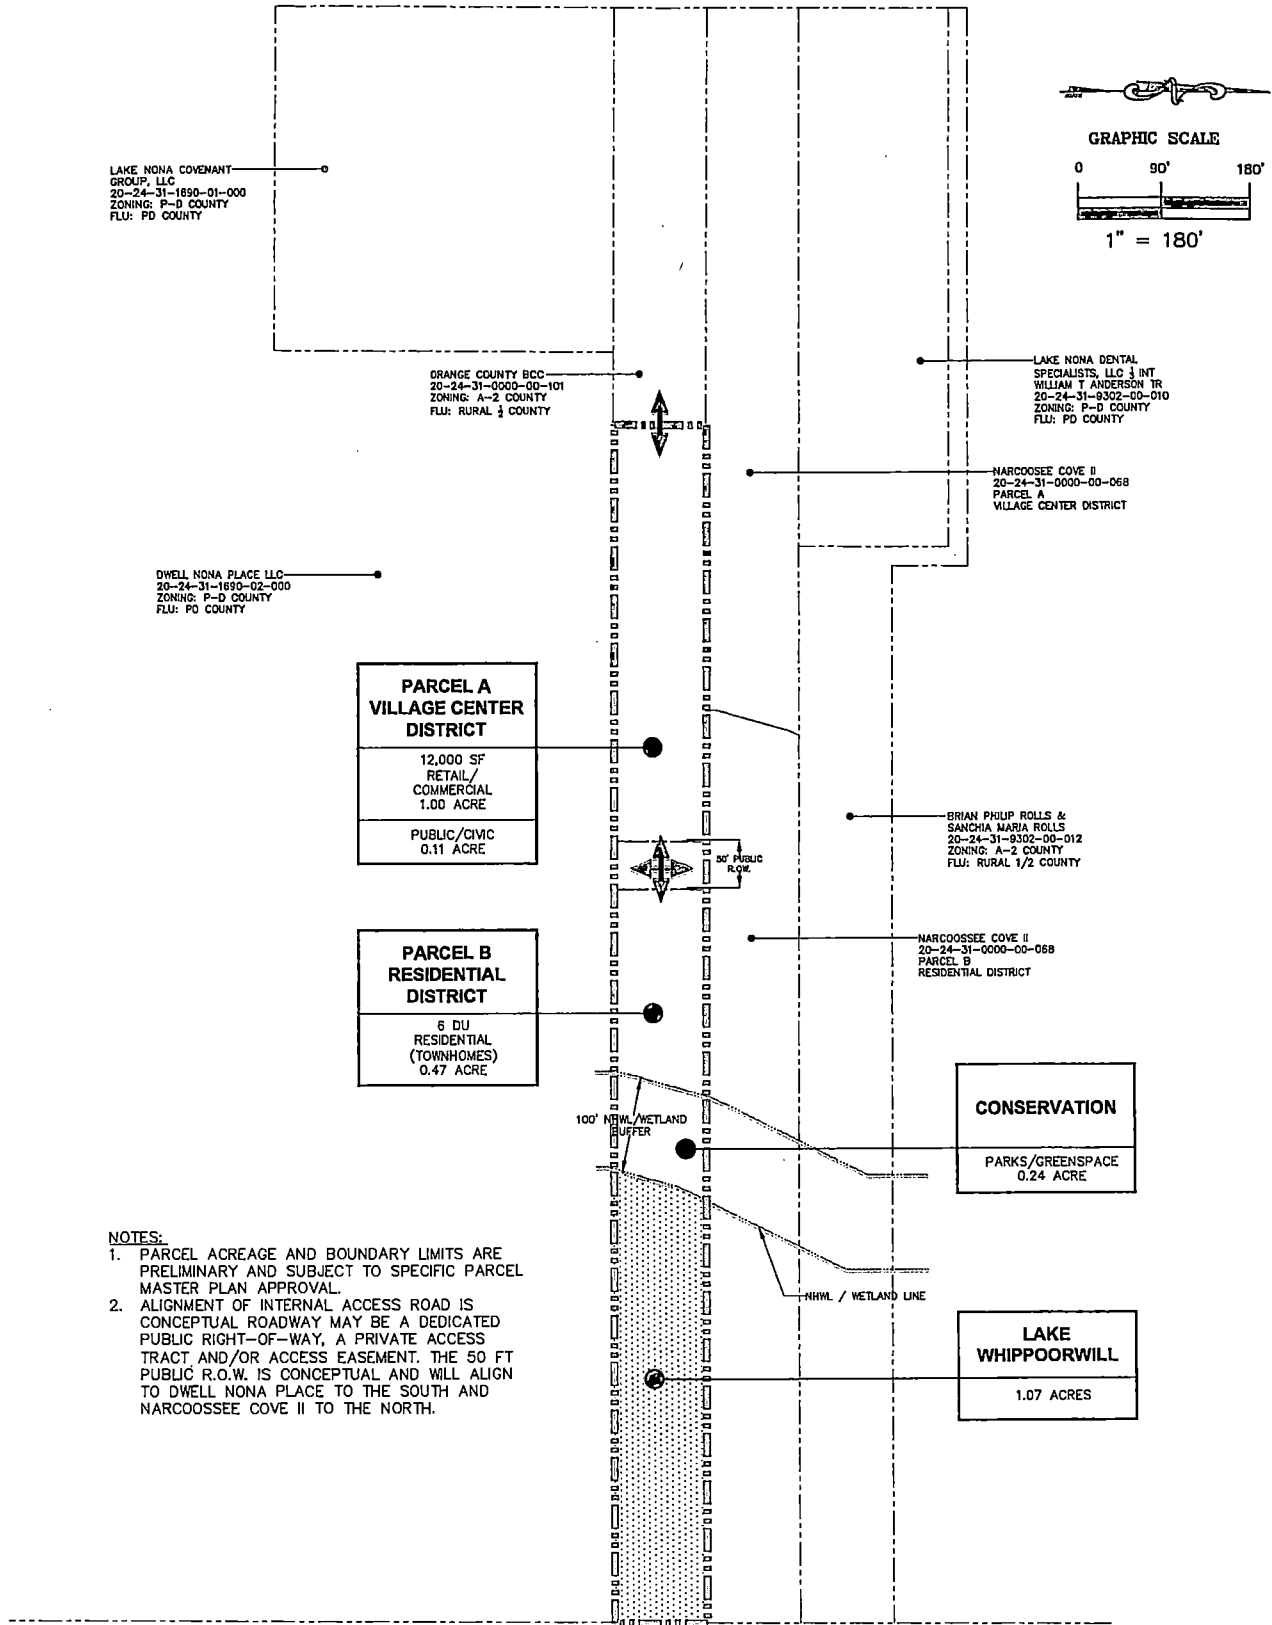 GRAPHIC SCALE
0 90' 180'
1" = 180'
LAKE NONA COVENANT
GROUP, LLC
20-24-31-1690-01-000
ZONING: P-D COUNTY
FLU: PD COUNTY
ORANGE COUNTY BCC
20-24-31-0000-00-101
ZONING: A-2 COUNTY
FLU: RURAL ½ COUNTY
LAKE NONA DENTAL
SPECIALISTS, LLC ½ INT
WILLIAM T ANDERSON TR
20-24-31-9302-00-010
ZONING: P-D COUNTY
FLU: PD COUNTY
NARCOOSEE COVE II
20-24-31-0000-00-068
PARCEL A
VILLAGE CENTER DISTRICT
DWELL NONA PLACE LLC
20-24-31-1690-02-000
ZONING: P-D COUNTY
FLU: PD COUNTY
PARCEL A
VILLAGE CENTER
DISTRICT
12,000 SF
RETAIL/
COMMERCIAL
1.00 ACRE
PUBLIC/CIVIC
0.11 ACRE
BRIAN PHILIP ROLLS &
SANCHIA MARIA ROLLS
20-24-31-9302-00-012
ZONING: A-2 COUNTY
FLU: RURAL 1/2 COUNTY
50' PUBLIC
R.O.W.
PARCEL B
RESIDENTIAL
DISTRICT
6 DU
RESIDENTIAL
(TOWNHOMES)
0.47 ACRE
NARCOOSSEE COVE II
20-24-31-0000-00-068
PARCEL B
RESIDENTIAL DISTRICT
100' NHWL/WETLAND
BUFFER
CONSERVATION
PARKS/GREENSPACE
0.24 ACRE
NHWL / WETLAND LINE
LAKE
WHIPPOORWILL
1.07 ACRES
NOTES:
1. PARCEL ACREAGE AND BOUNDARY LIMITS ARE
PRELIMINARY AND SUBJECT TO SPECIFIC PARCEL
MASTER PLAN APPROVAL.
2. ALIGNMENT OF INTERNAL ACCESS ROAD IS
CONCEPTUAL ROADWAY MAY BE A DEDICATED
PUBLIC RIGHT-OF-WAY, A PRIVATE ACCESS
TRACT AND/OR ACCESS EASEMENT. THE 50 FT
PUBLIC R.O.W. IS CONCEPTUAL AND WILL ALIGN
TO DWELL NONA PLACE TO THE SOUTH AND
NARCOOSSEE COVE II TO THE NORTH.